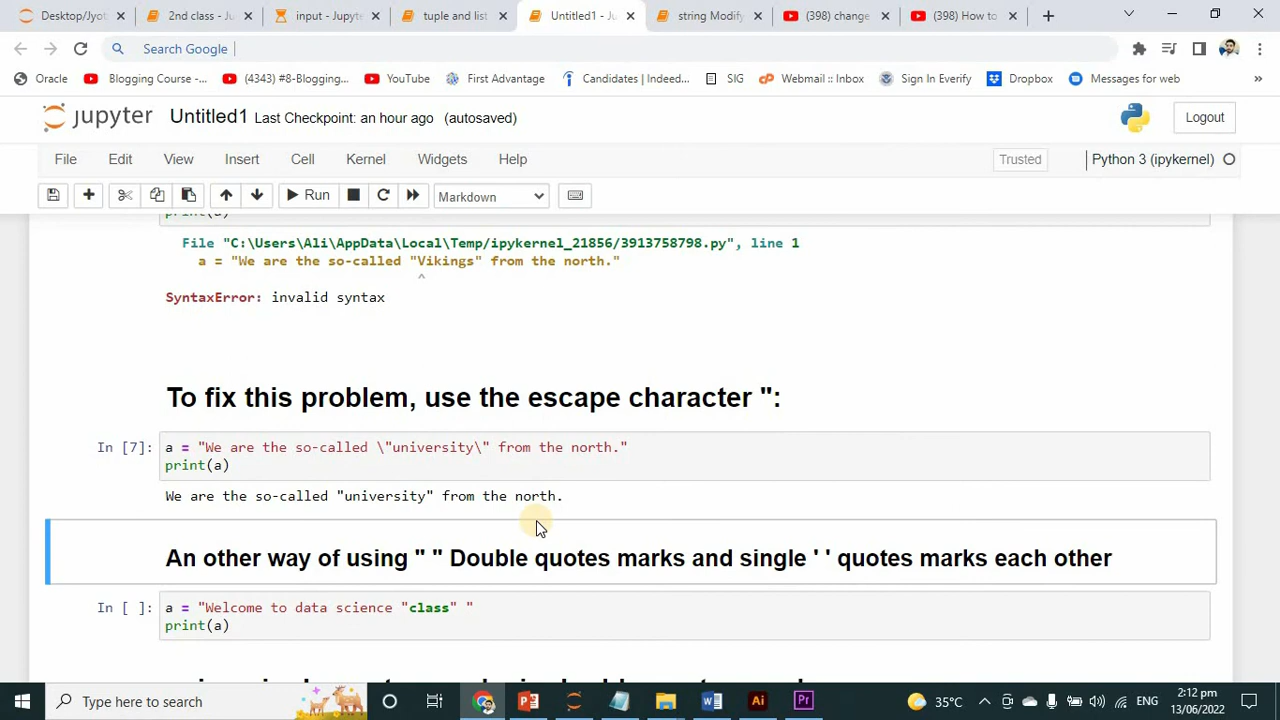 Desktop/Jyot
2nd class - Ju
input - Jupyte
tuple and list
Untitled1 - Ju
string Modify
(398) change
(398) How to
Search Google
Oracle
Blogging Course -...
(4343) #8-Blogging...
YouTube
First Advantage
Candidates | Indeed...
SIG
Webmail :: Inbox
Sign In Everify
Dropbox
Messages for web
»
jupyter Untitled1 Last Checkpoint: an hour ago (autosaved)
Logout
File Edit View Insert Cell Kernel Widgets Help
Trusted
Python 3 (ipykernel)
Run
Markdown
print(a)
File "C:\Users\Ali\AppData\Local\Temp/ipykernel_21856/3913758798.py", line 1
a = "We are the so-called "Vikings" from the north."
^
SyntaxError: invalid syntax
To fix this problem, use the escape character ":
In [7]: a = "We are the so-called \"university\" from the north."
print(a)
We are the so-called "university" from the north.
An other way of using " " Double quotes marks and single ' ' quotes marks each other
In [ ]: a = "Welcome to data science "class" "
print(a)
Type here to search
35°C
ENG
2:12 pm
13/06/2022